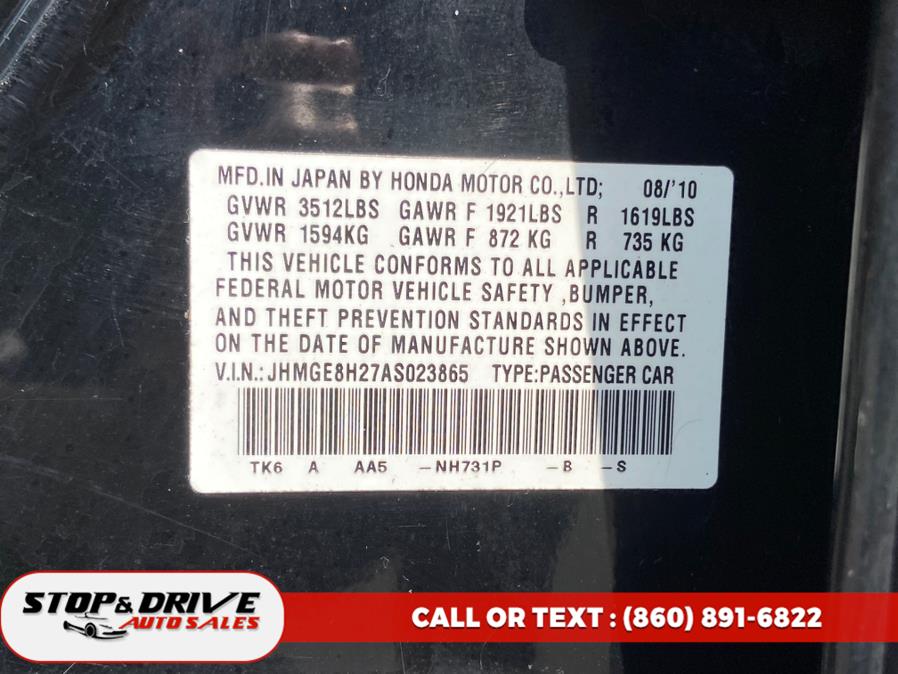 MFD.IN JAPAN BY HONDA MOTOR CO.,LTD; 08/'10
GVWR 3512LBS GAWR F 1921LBS R 1619LBS
GVWR 1594KG GAWR F 872 KG R 735 KG
THIS VEHICLE CONFORMS TO ALL APPLICABLE
FEDERAL MOTOR VEHICLE SAFETY ,BUMPER,
AND THEFT PREVENTION STANDARDS IN EFFECT
ON THE DATE OF MANUFACTURE SHOWN ABOVE.
V.I.N.:JHMGE8H27AS023865 TYPE:PASSENGER CAR
TK6 A AA5 -NH731P -B -S
STOP & DRIVE
AUTO SALES
CALL OR TEXT : (860) 891-6822